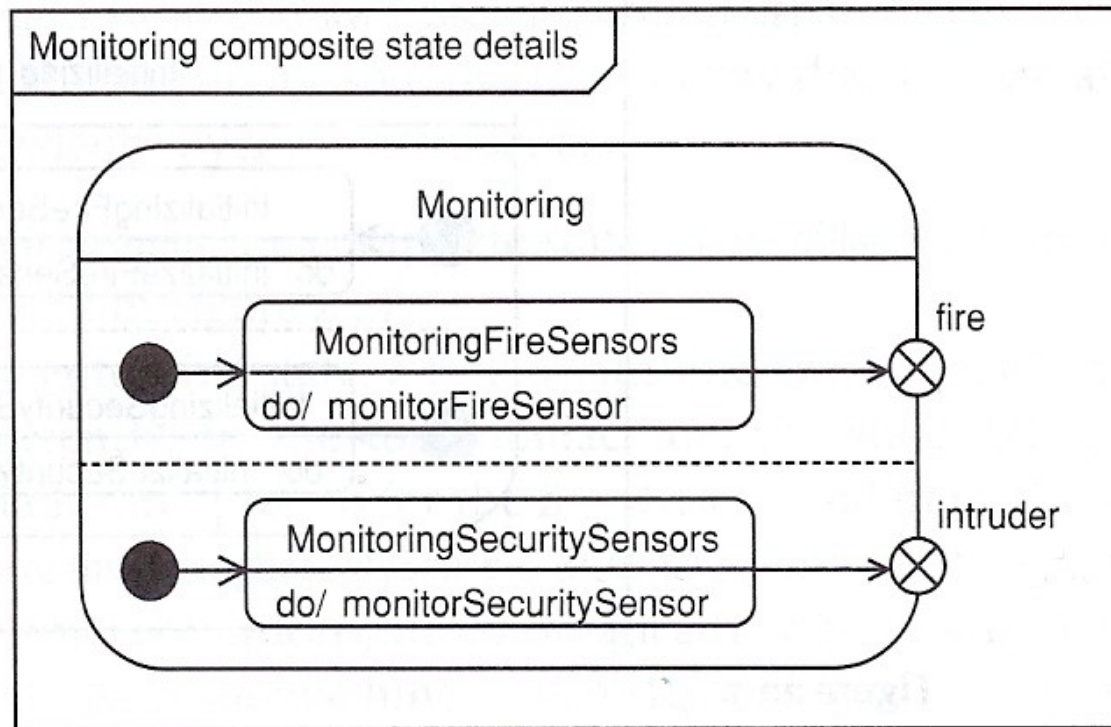 Monitoring composite state details
Monitoring
MonitoringFireSensors
do/ monitorFireSensor
fire
MonitoringSecuritySensors
do/ monitorSecuritySensor
intruder